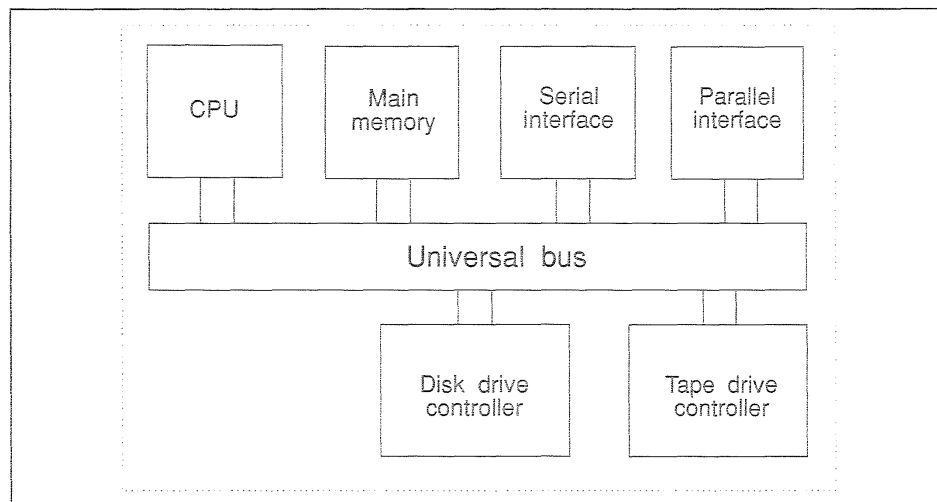 CPU
Main
memory
Serial
interface
Parallel
interface
Universal bus
Disk drive
controller
Tape drive
controller